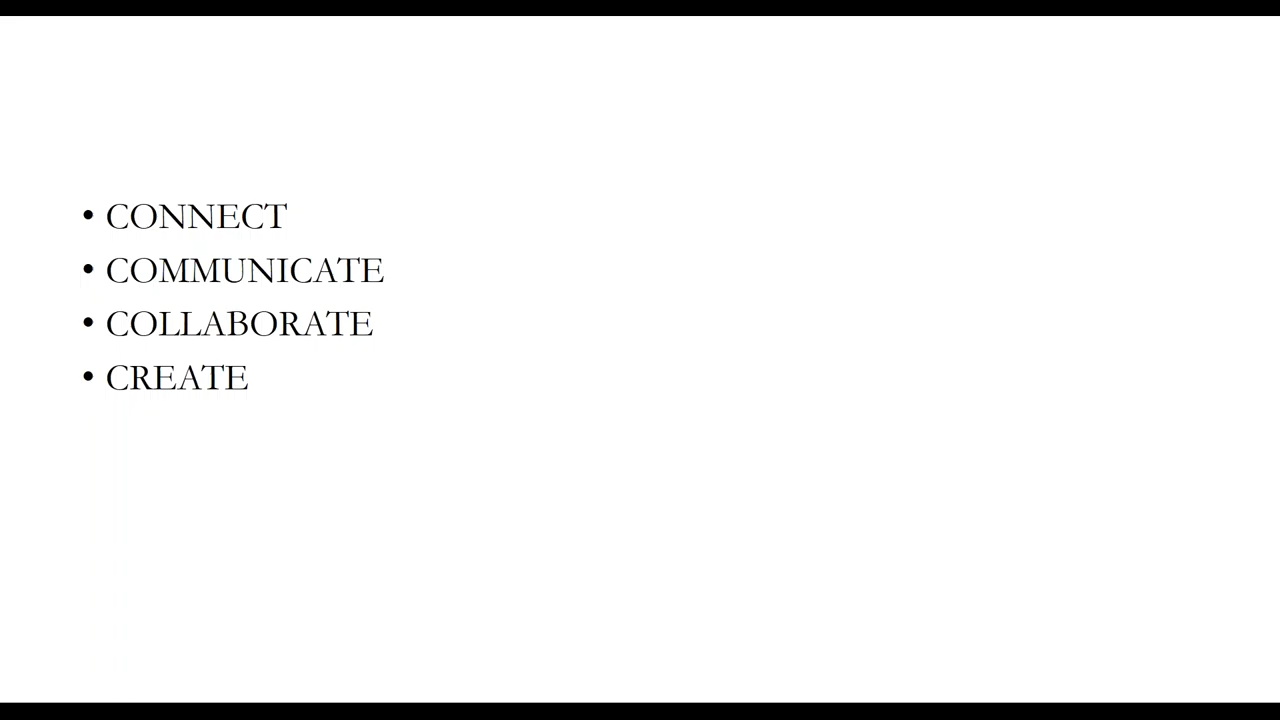 • CONNECT
• COMMUNICATE
• COLLABORATE
• CREATE